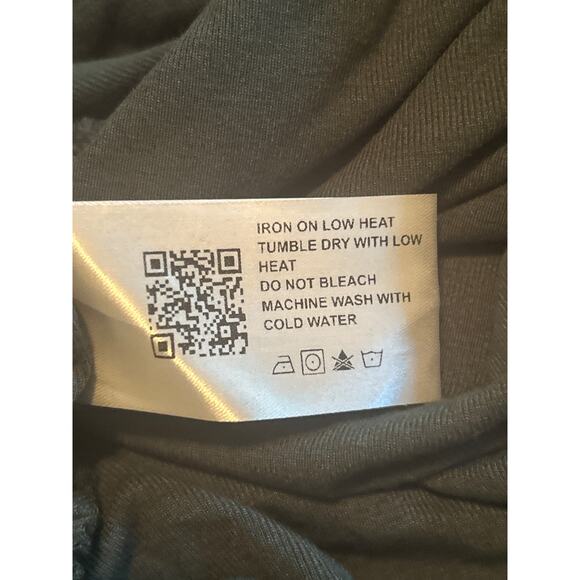 IRON ON LOW HEAT
TUMBLE DRY WITH LOW
HEAT
DO NOT BLEACH
MACHINE WASH WITH
COLD WATER